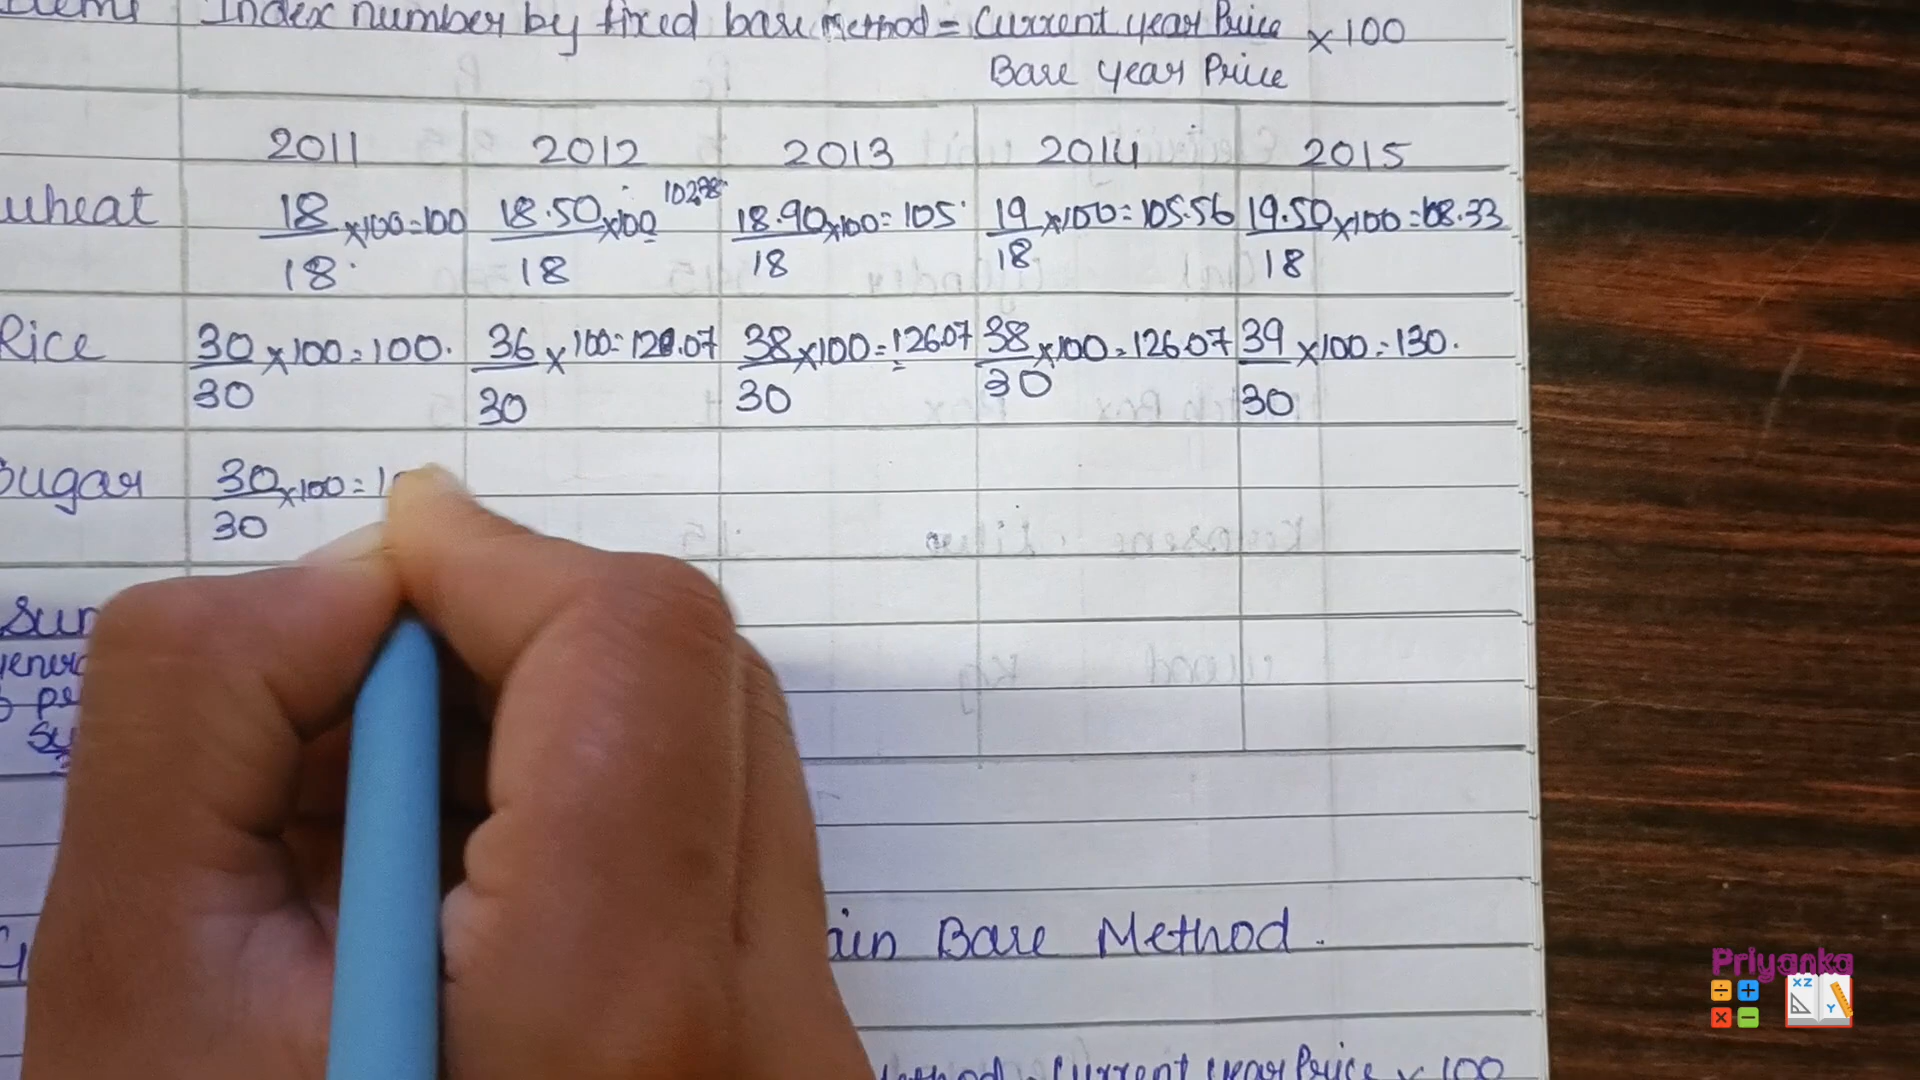 Index number by fixed base Method = Current year Price × 100
Base year Price
2011 2012 2013 2014 2015
wheat 18/18 ×100=100 18.50/18 ×100 102.78 18.90/18 ×100=105 19/18 ×100=105.56 19.50/18 ×100=108.33
Rice 30/30 ×100=100. 36/30 ×100=120.07 38/30 ×100=126.07 38/30 ×100=126.07 39/30 ×100=130.
Sugar 30/30 ×100=1
Base Method.
Current year Price × 100
Priyanka
XZ
Y